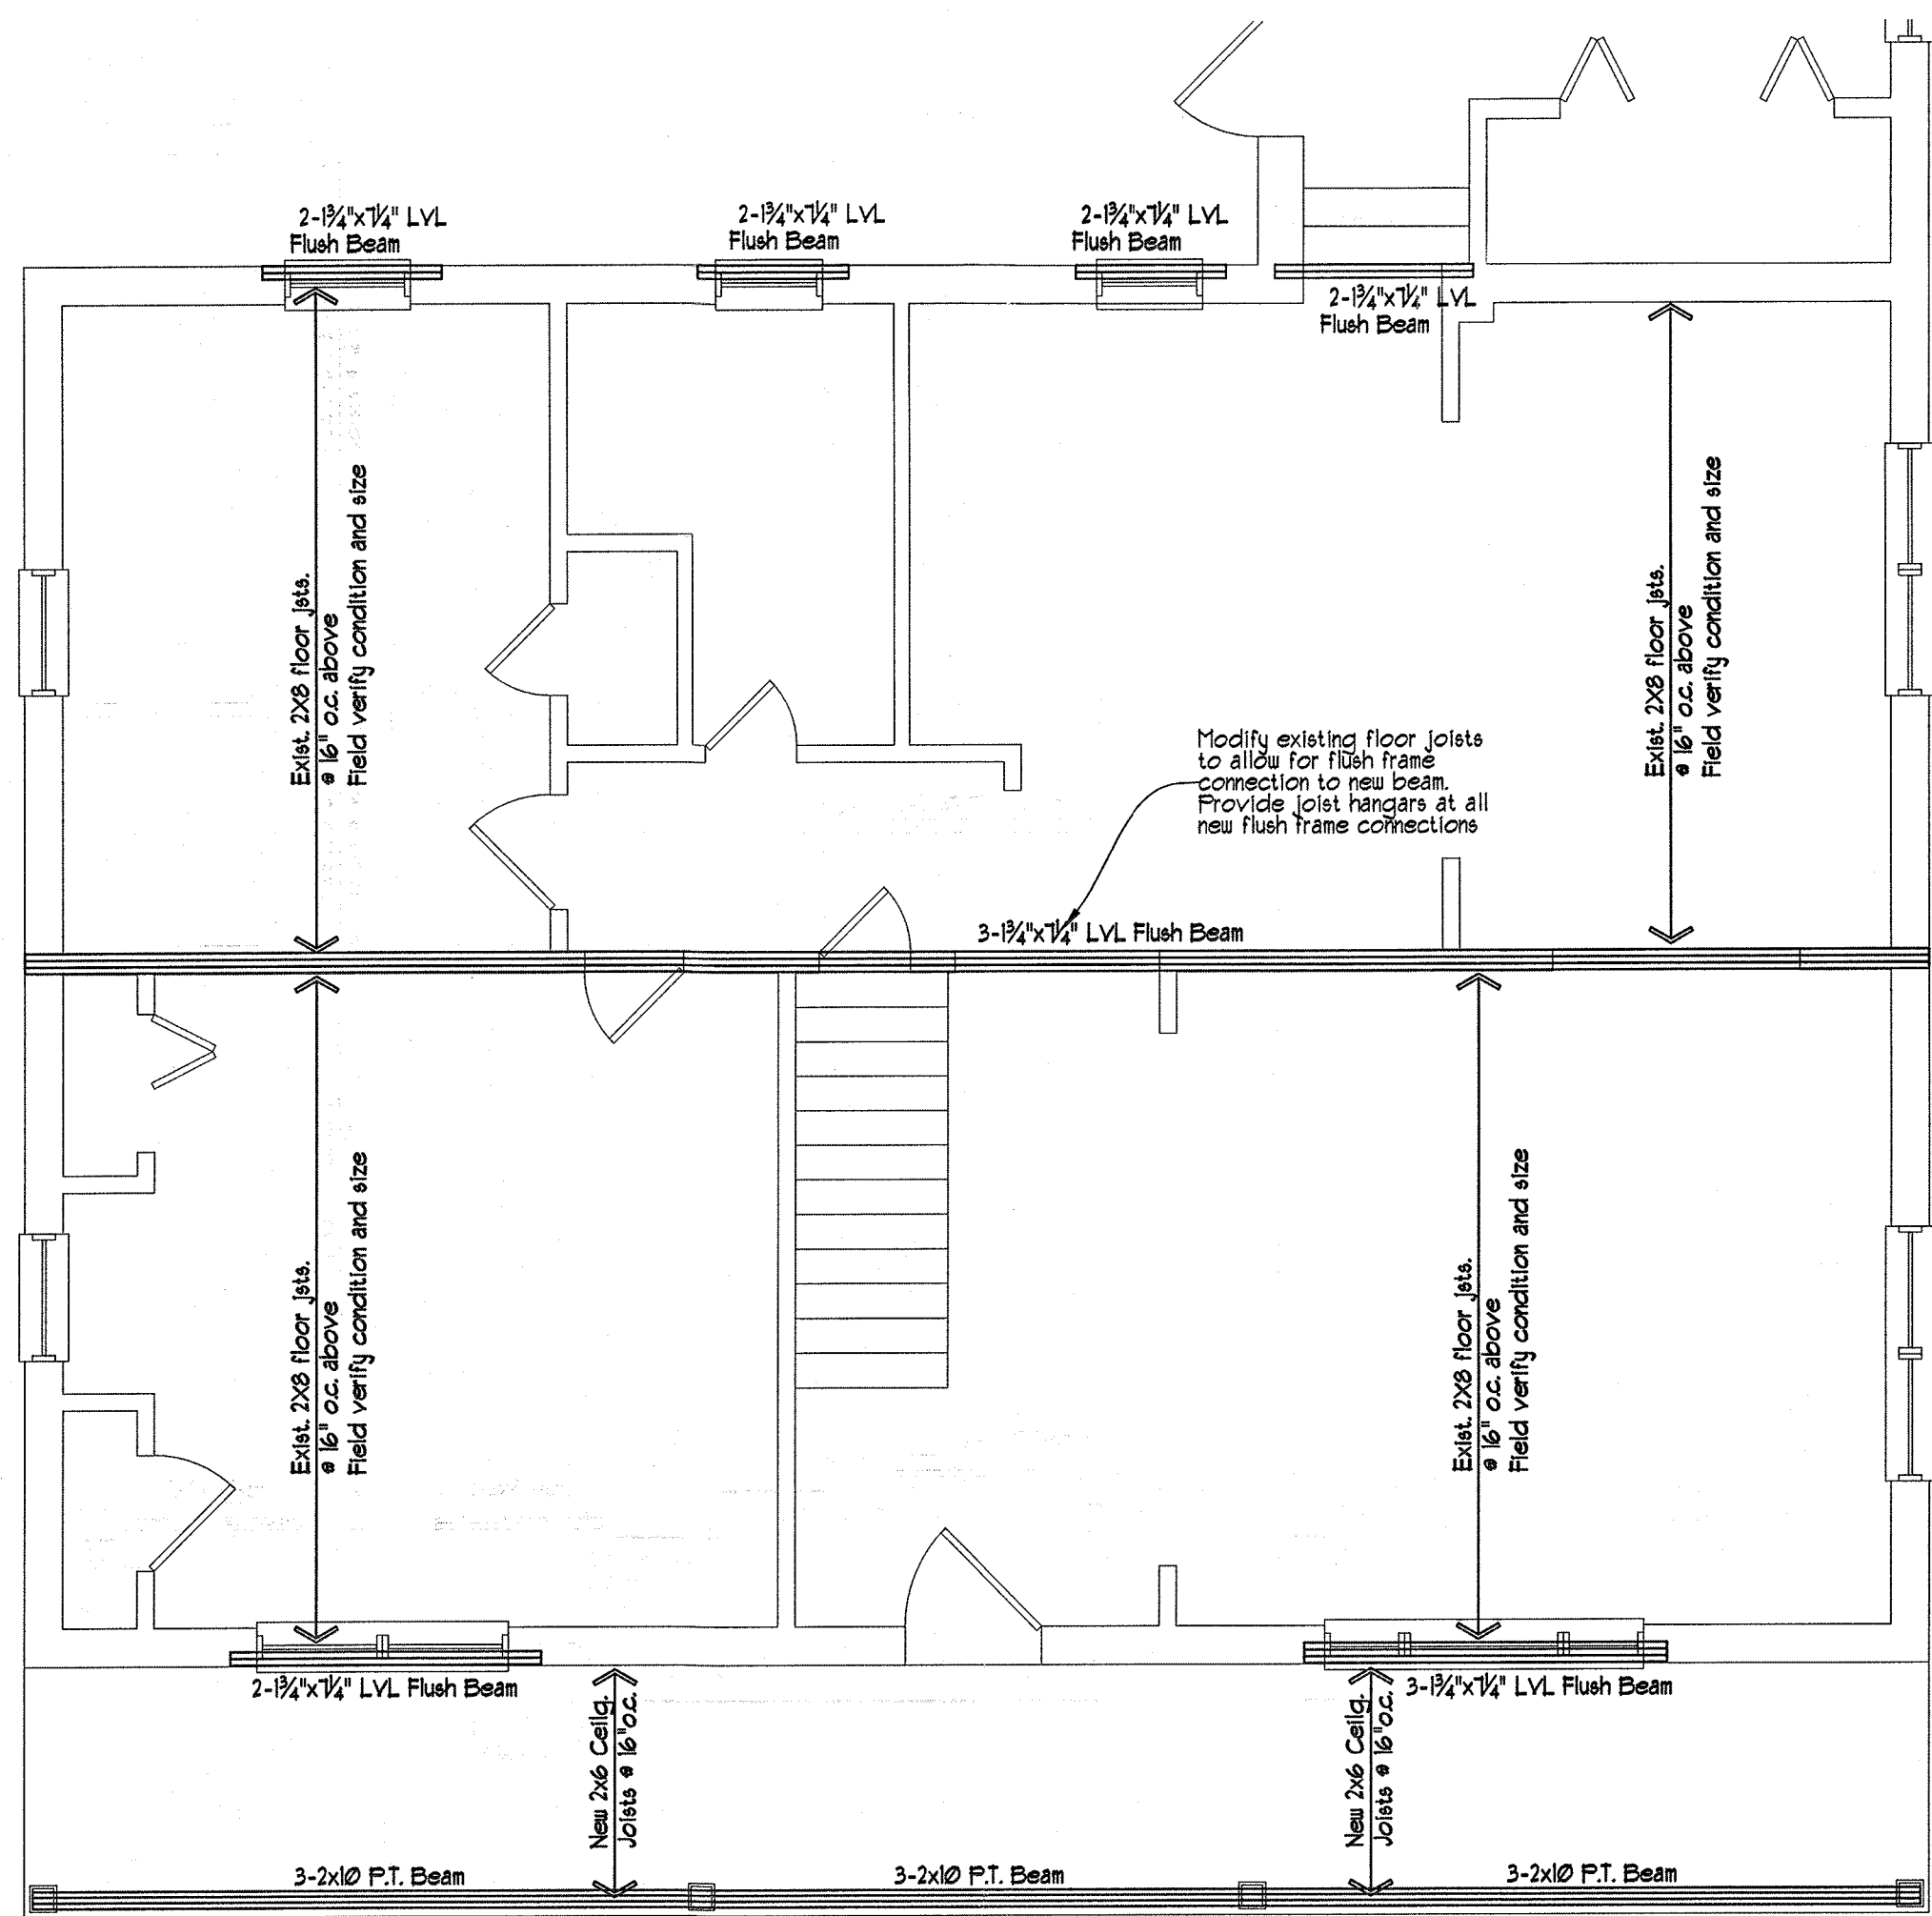 2-1¾"x7¼" LVL
Flush Beam
2-1¾"x7¼" LVL
Flush Beam
2-1¾"x7¼" LVL
Flush Beam
2-1¾"x7¼" LVL
Flush Beam
Exist. 2X8 floor jsts.
@ 16" o.c. above
Field verify condition and size
Exist. 2X8 floor jsts.
@ 16" o.c. above
Field verify condition and size
Modify existing floor joists
to allow for flush frame
connection to new beam.
Provide joist hangars at all
new flush frame connections
3-1¾"x7¼" LVL Flush Beam
Exist. 2X8 floor jsts.
@ 16" o.c. above
Field verify condition and size
Exist. 2X8 floor jsts.
@ 16" o.c. above
Field verify condition and size
2-1¾"x7¼" LVL Flush Beam
3-1¾"x7¼" LVL Flush Beam
New 2x6 Ceilg.
Joists @ 16"o.c.
New 2x6 Ceilg.
Joists @ 16"o.c.
3-2x10 P.T. Beam
3-2x10 P.T. Beam
3-2x10 P.T. Beam